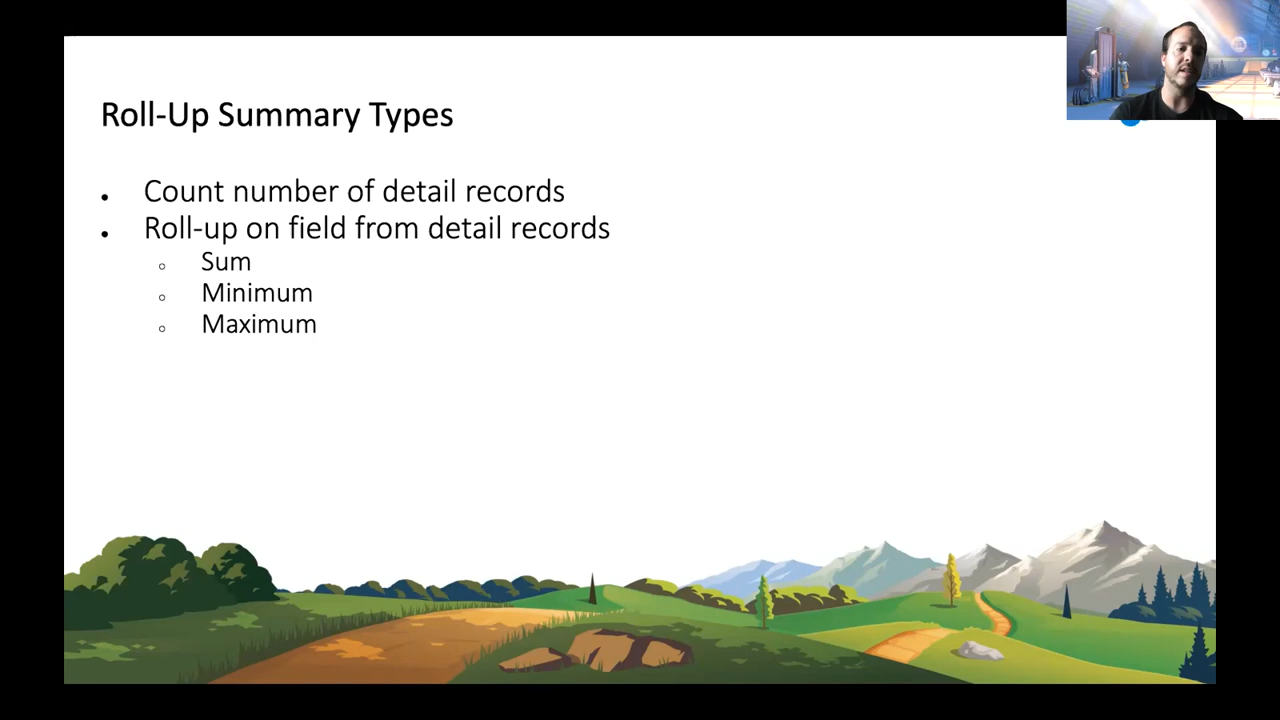 Roll-Up Summary Types
• Count number of detail records
• Roll-up on field from detail records
○ Sum
○ Minimum
○ Maximum